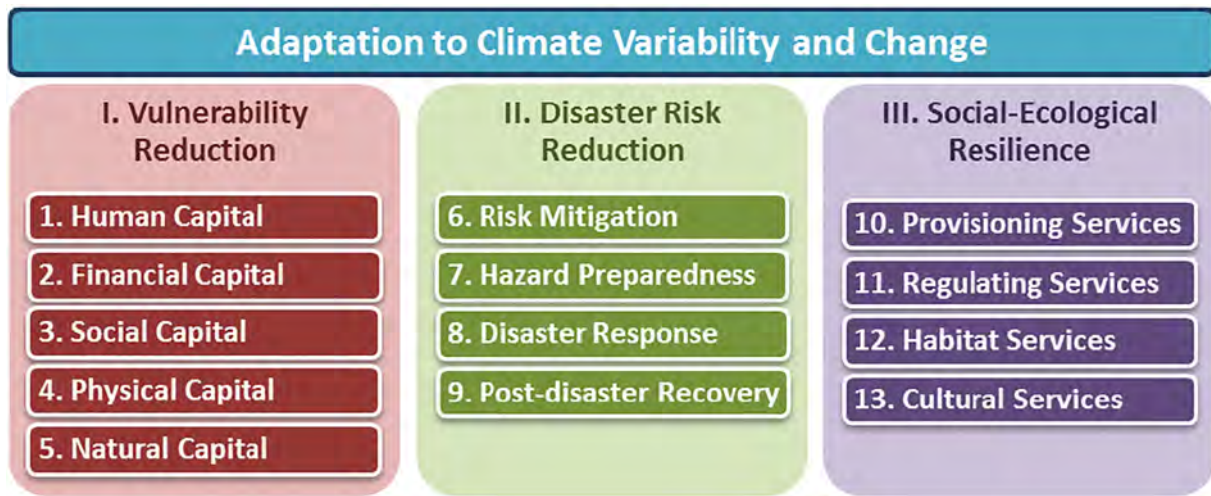 Adaptation to Climate Variability and Change
I. Vulnerability
Reduction
1. Human Capital
2. Financial Capital
3. Social Capital
4. Physical Capital
5. Natural Capital
II. Disaster Risk
Reduction
6. Risk Mitigation
7. Hazard Preparedness
8. Disaster Response
9. Post-disaster Recovery
III. Social-Ecological
Resilience
10. Provisioning Services
11. Regulating Services
12. Habitat Services
13. Cultural Services